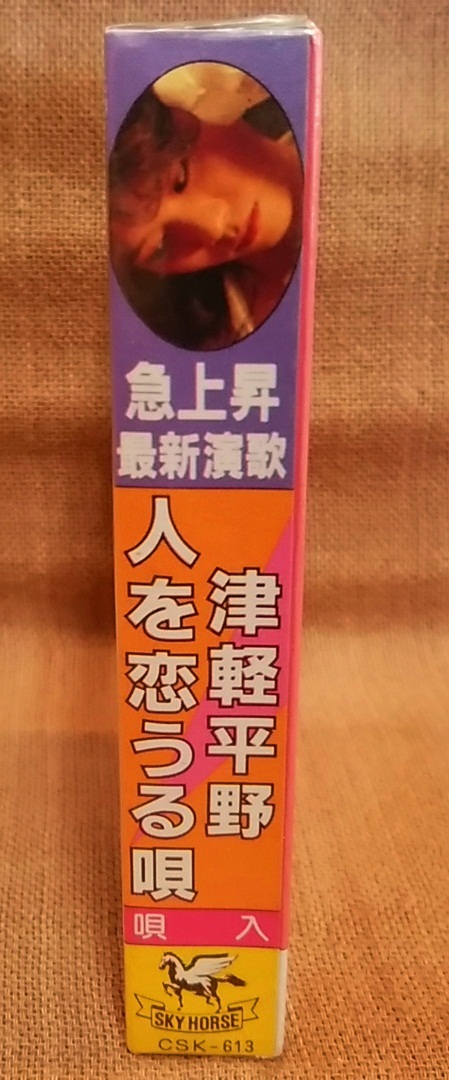 急上昇
最新演歌
津軽平野
人を恋うる唄
唄入
SKY HORSE
CSK-613